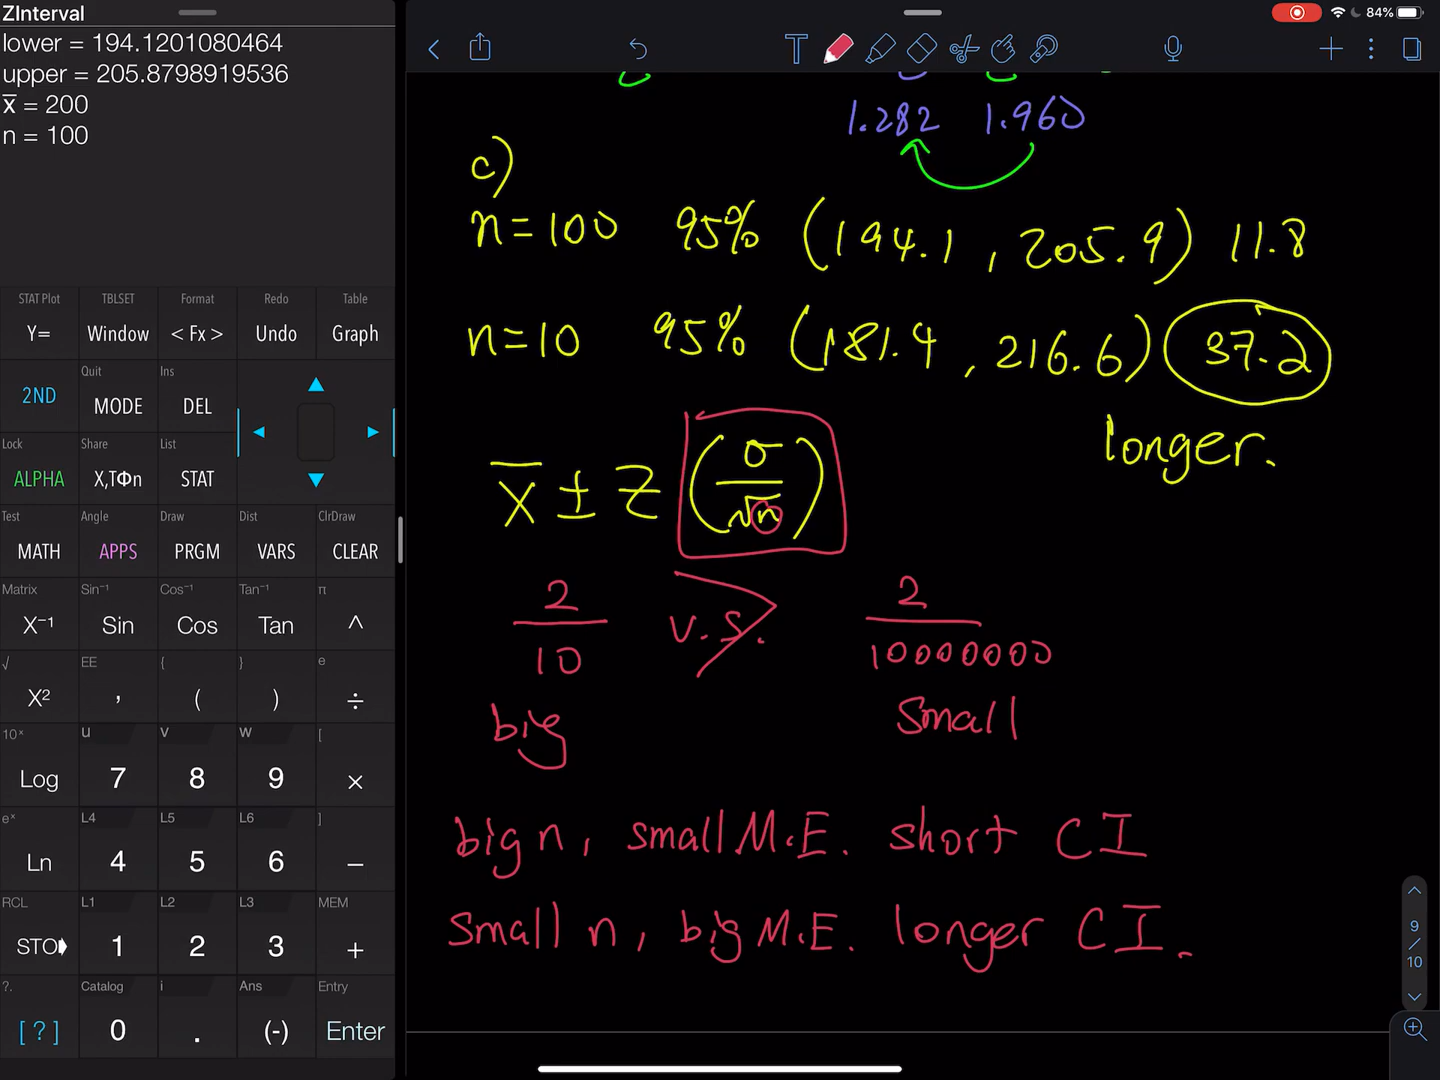 ZInterval
lower = 194.1201080464
upper = 205.8798919536
x̅ = 200
n = 100
84%
T
1.282 1.960
c)
n=100 95% (194.1, 205.9) 11.8
n=10 95% (181.4, 216.6) 37.2
longer.
x̅ ± Z (σ/√n)
2/10 v.s. > 2/10000000
big small
big n, small M.E. short CI
small n, big M.E. longer CI.
9 / 10
STAT Plot TBLSET Format Redo Table
Y= Window < Fx > Undo Graph
Quit Ins
2ND MODE DEL
Lock Share List
ALPHA X,TΦn STAT
Test Angle Draw Dist ClrDraw
MATH APPS PRGM VARS CLEAR
Matrix Sin⁻¹ Cos⁻¹ Tan⁻¹ π
X⁻¹ Sin Cos Tan ^
√ EE { } e
X² , ( ) ÷
10ˣ u v w [
Log 7 8 9 ×
eˣ L4 L5 L6 ]
Ln 4 5 6 −
RCL L1 L2 L3 MEM
STO 1 2 3 +
?. Catalog i Ans Entry
[ ? ] 0 . (-) Enter